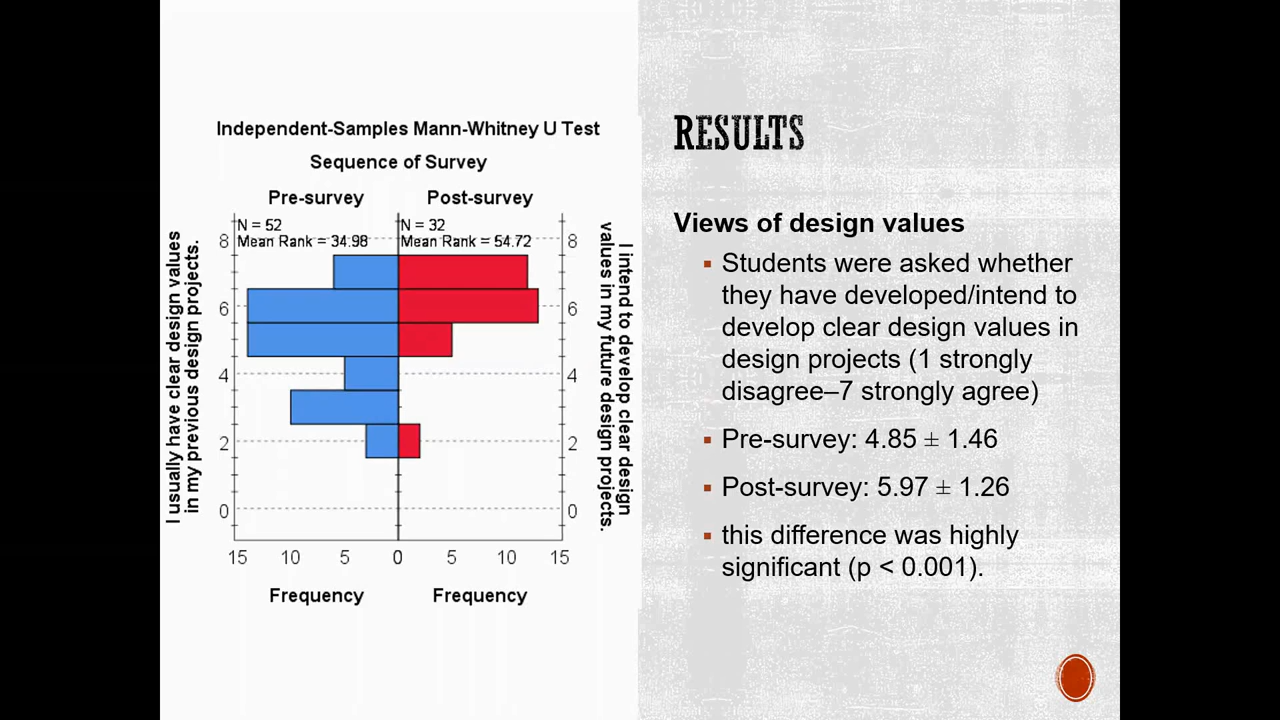 Independent-Samples Mann-Whitney U Test
Sequence of Survey
Pre-survey
Post-survey
N = 52
Mean Rank = 34.98
N = 32
Mean Rank = 54.72
I usually have clear design values
in my previous design projects.
8
6
4
2
0
8
6
4
2
0
I intend to develop clear design
values in my future design projects.
15 10 5 0 5 10 15
Frequency
Frequency
RESULTS
Views of design values
▪ Students were asked whether
they have developed/intend to
develop clear design values in
design projects (1 strongly
disagree–7 strongly agree)
▪ Pre-survey: 4.85 ± 1.46
▪ Post-survey: 5.97 ± 1.26
▪ this difference was highly
significant (p < 0.001).